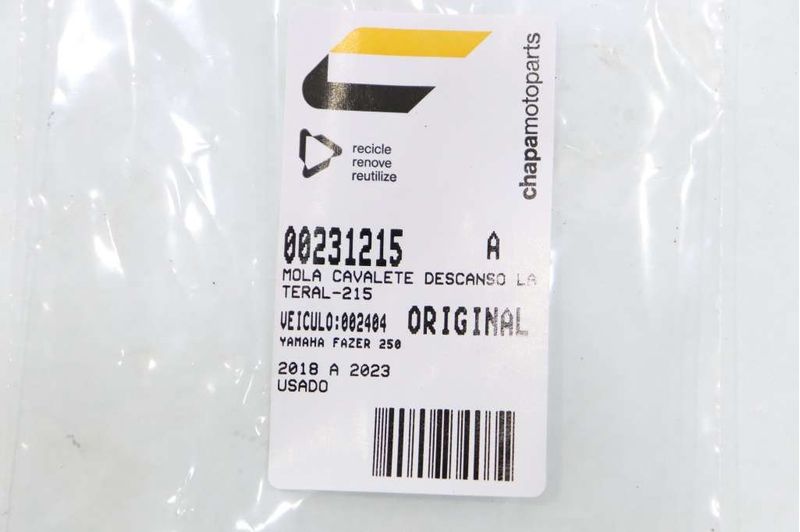 chapamotoparts
recicle
renove
reutilize
00231215 A
MOLA CAVALETE DESCANSO LA
TERAL-215
VEICULO:002404 ORIGINAL
YAMAHA FAZER 250
2018 A 2023
USADO